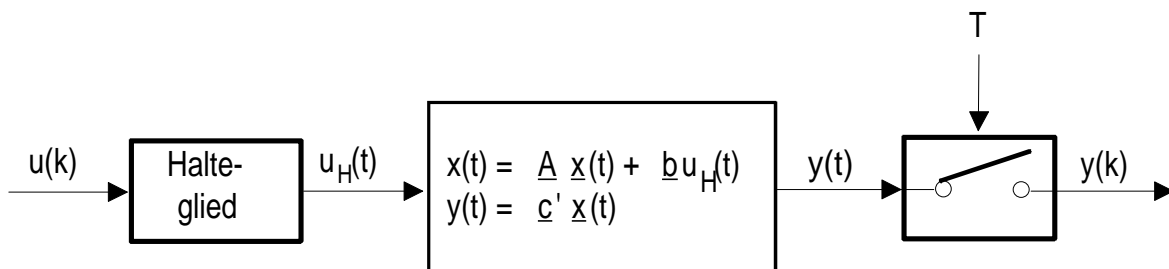 T
u(k)
Halte-
glied
u_H(t)
x(t) = A x(t) + b u_H(t)
y(t) = c' x(t)
y(t)
y(k)